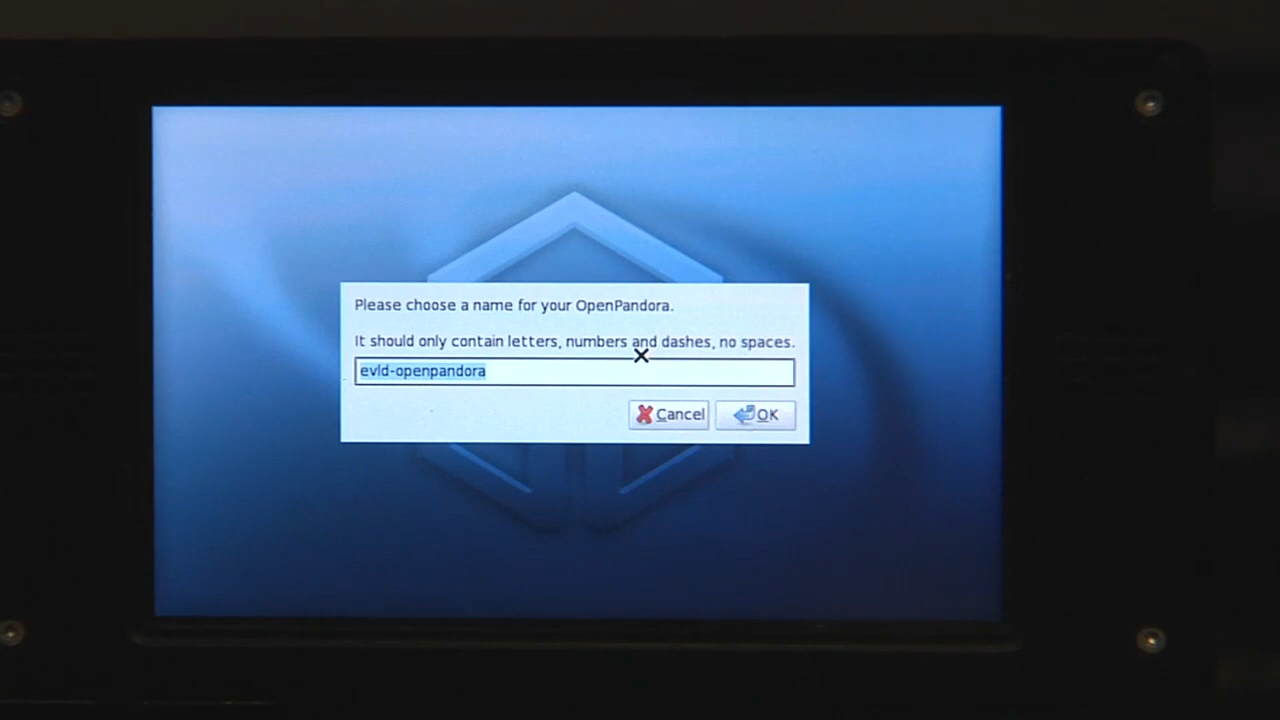 Please choose a name for your OpenPandora.
It should only contain letters, numbers and dashes, no spaces.
evld-openpandora
Cancel OK